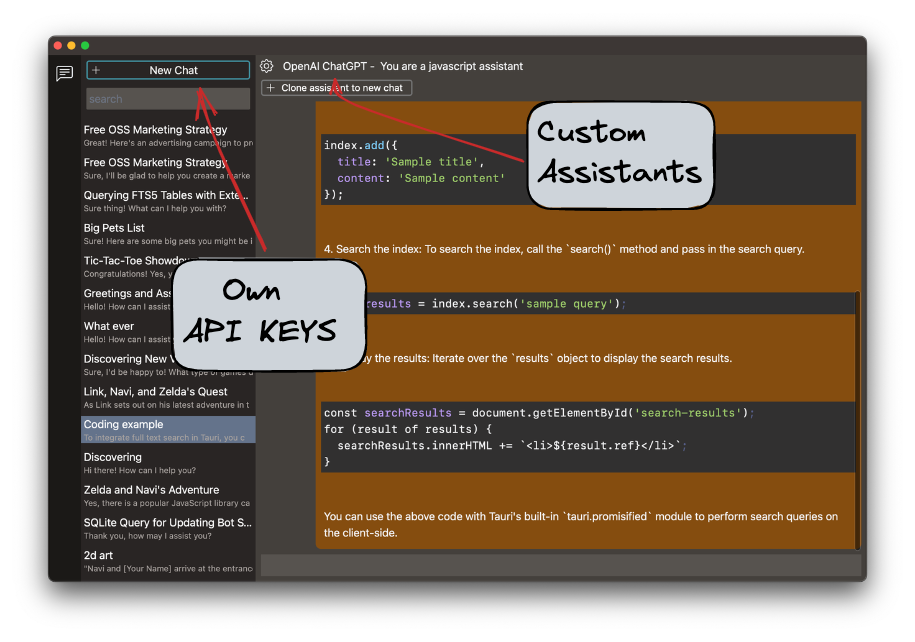 + New Chat
search
Free OSS Marketing Strategy
Great! Here's an advertising campaign to pr
Free OSS Marketing Strategy
Sure, I'll be glad to help you create a marke
Querying FTS5 Tables with Exte...
Sure thing! What can I help you with?
Big Pets List
Sure! Here are some big pets you might be i
Tic-Tac-Toe Showdo
Congratulations! Yes, y
Greetings and Ass
Hello! How can I assist
What ever
Hello! How can I assist
Discovering New V
Sure, I'd be happy to! What type of games d
Link, Navi, and Zelda's Quest
As Link sets out on his latest adventure in t
Coding example
To integrate full text search in Tauri, you c
Discovering
Hi there! How can I help you?
Zelda and Navi's Adventure
Yes, there is a popular JavaScript library ca
SQLite Query for Updating Bot S...
Thank you, how may I assist you?
2d art
"Navi and [Your Name] arrive at the entranc
OpenAI ChatGPT - You are a javascript assistant
+ Clone assistant to new chat
index.add({
title: 'Sample title',
content: 'Sample content'
});
4. Search the index: To search the index, call the `search()` method and pass in the search query.
results = index.search('sample query');
y the results: Iterate over the `results` object to display the search results.
const searchResults = document.getElementById('search-results');
for (result of results) {
searchResults.innerHTML += `<li>${result.ref}</li>`;
}
You can use the above code with Tauri's built-in `tauri.promisified` module to perform search queries on
the client-side.
Custom
Assistants
Own
API KEYS